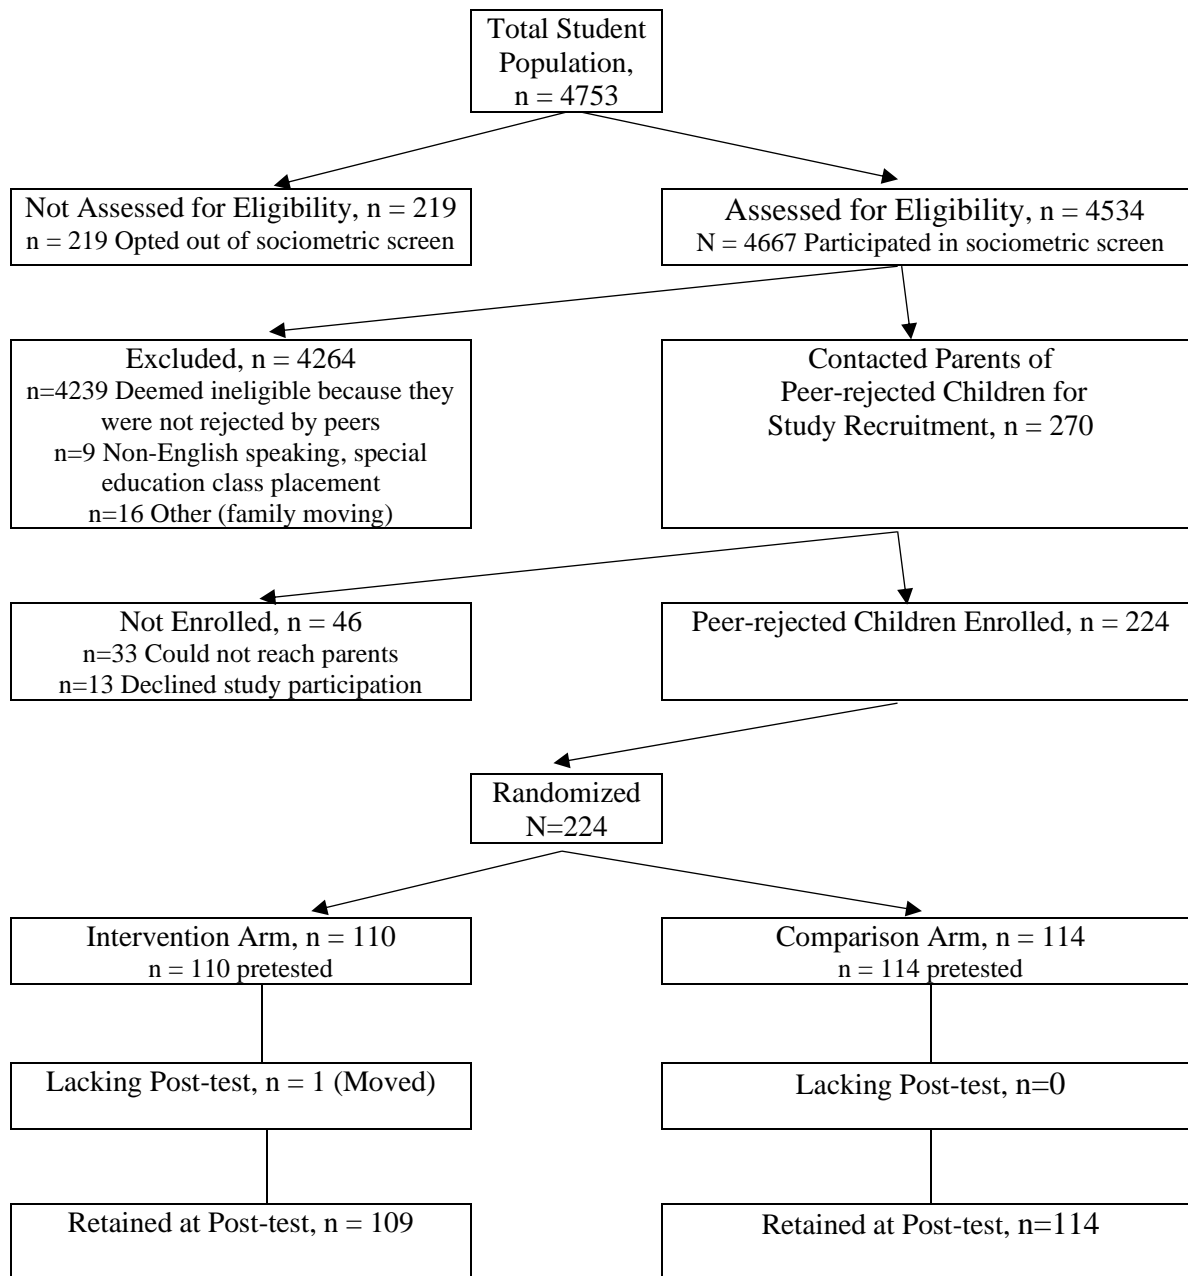 Total Student
Population,
n = 4753
Not Assessed for Eligibility, n = 219
n = 219 Opted out of sociometric screen
Assessed for Eligibility, n = 4534
N = 4667 Participated in sociometric screen
Excluded, n = 4264
n=4239 Deemed ineligible because they
were not rejected by peers
n=9 Non-English speaking, special
education class placement
n=16 Other (family moving)
Contacted Parents of
Peer-rejected Children for
Study Recruitment, n = 270
Not Enrolled, n = 46
n=33 Could not reach parents
n=13 Declined study participation
Peer-rejected Children Enrolled, n = 224
Randomized
N=224
Intervention Arm, n = 110
n = 110 pretested
Comparison Arm, n = 114
n = 114 pretested
Lacking Post-test, n = 1 (Moved)
Lacking Post-test, n=0
Retained at Post-test, n = 109
Retained at Post-test, n=114